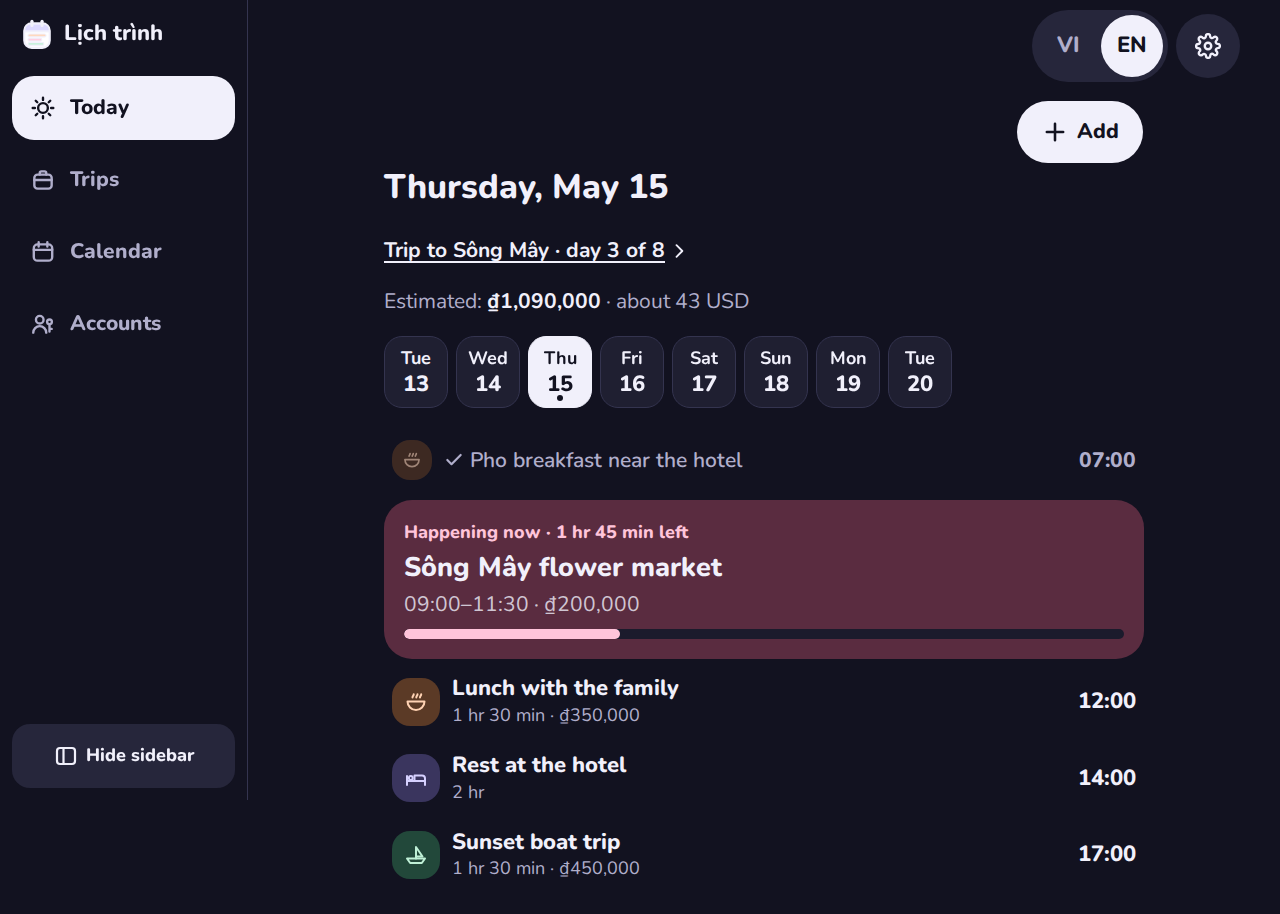 Lịch trình
Today
Trips
Calendar
Accounts
Hide sidebar
VI EN
Add
Thursday, May 15
Trip to Sông Mây · day 3 of 8
Estimated: ₫1,090,000 · about 43 USD
Tue Wed Thu Fri Sat Sun Mon Tue
13 14 15 16 17 18 19 20
Pho breakfast near the hotel 07:00
Happening now · 1 hr 45 min left
Sông Mây flower market
09:00–11:30 · ₫200,000
Lunch with the family 12:00
1 hr 30 min · ₫350,000
Rest at the hotel 14:00
2 hr
Sunset boat trip 17:00
1 hr 30 min · ₫450,000